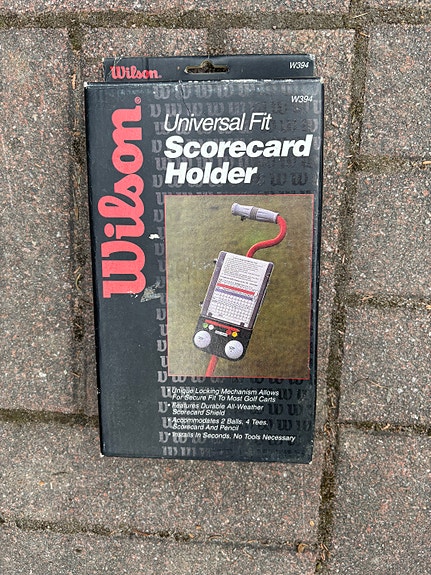 Wilson.
W394
W394
Wilson.
Universal Fit
Scorecard
Holder
• Unique Locking Mechanism Allows
For Secure Fit To Most Golf Carts
• Features Durable All-Weather
Scorecard Shield
• Accommodates 2 Balls, 4 Tees,
Scorecard And Pencil
• Installs In Seconds, No Tools Necessary